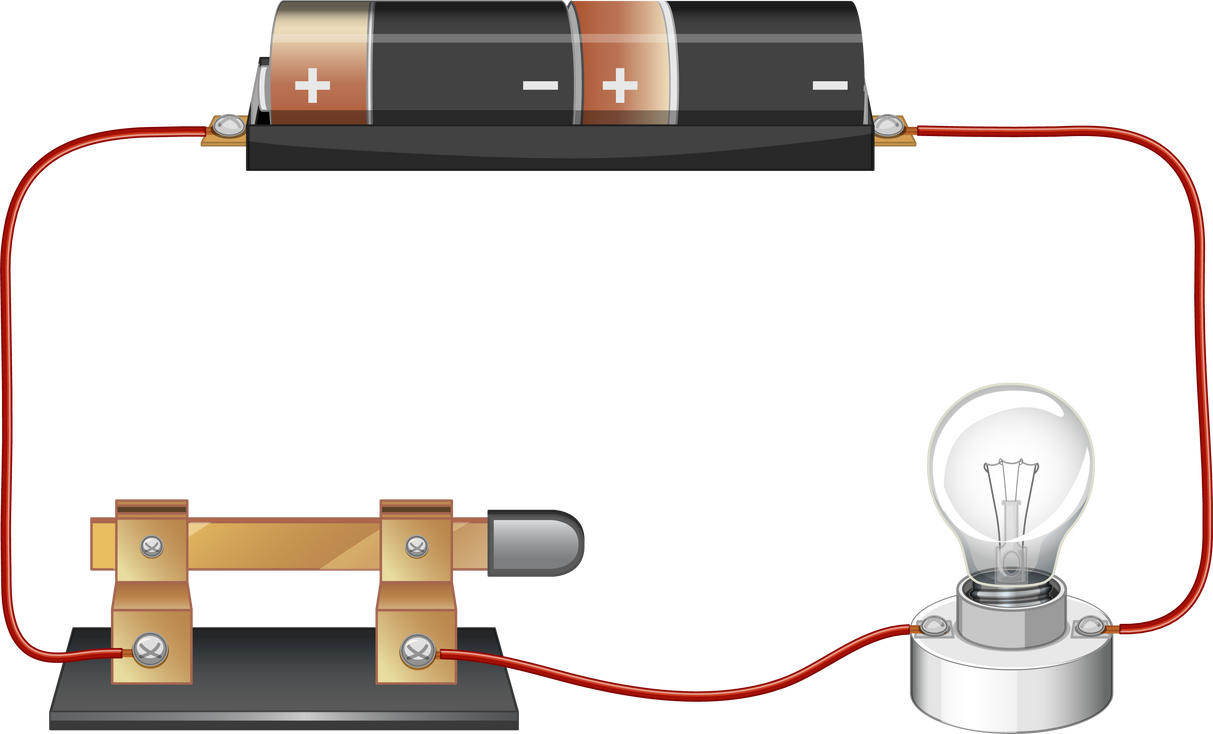 + − + −